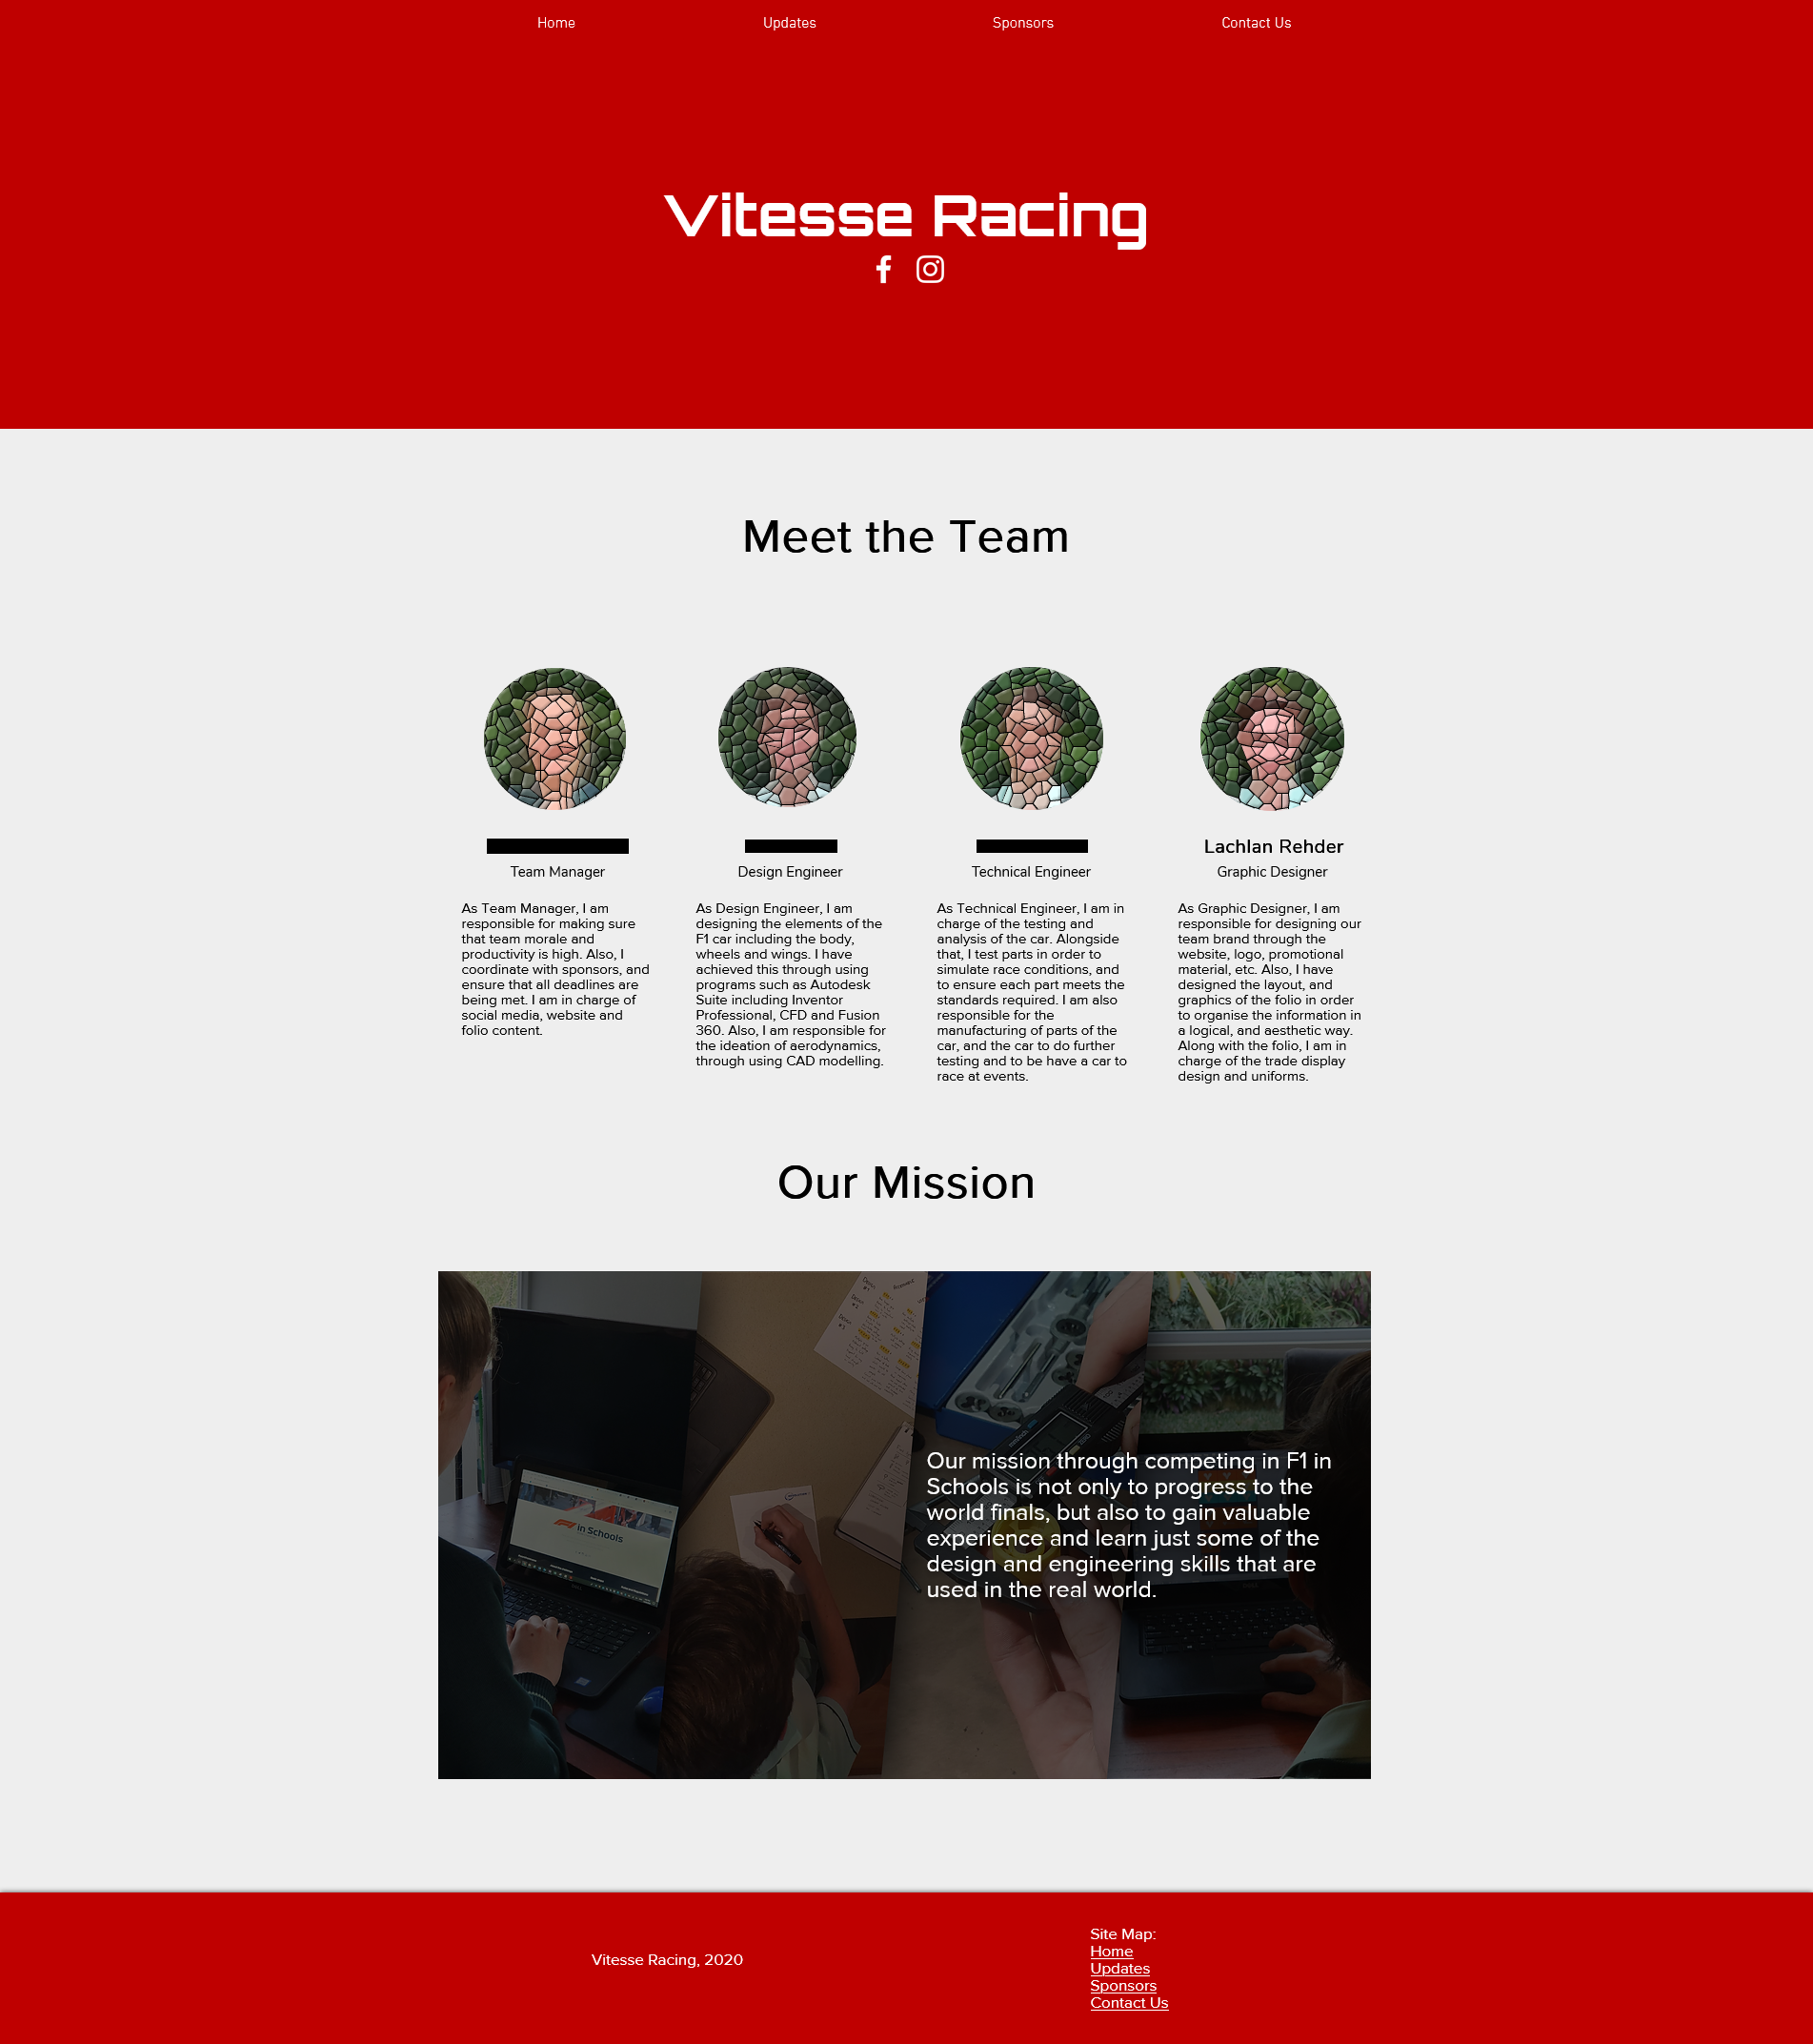 Home Updates Sponsors Contact Us
Vitesse Racing
Meet the Team
Lachlan Rehder
Team Manager
Design Engineer
Technical Engineer
Graphic Designer
As Team Manager, I am
responsible for making sure
that team morale and
productivity is high. Also, I
coordinate with sponsors, and
ensure that all deadlines are
being met. I am in charge of
social media, website and
folio content.
As Design Engineer, I am
designing the elements of the
F1 car including the body,
wheels and wings. I have
achieved this through using
programs such as Autodesk
Suite including Inventor
Professional, CFD and Fusion
360. Also, I am responsible for
the ideation of aerodynamics,
through using CAD modelling.
As Technical Engineer, I am in
charge of the testing and
analysis of the car. Alongside
that, I test parts in order to
simulate race conditions, and
to ensure each part meets the
standards required. I am also
responsible for the
manufacturing of parts of the
car, and the car to do further
testing and to be have a car to
race at events.
As Graphic Designer, I am
responsible for designing our
team brand through the
website, logo, promotional
material, etc. Also, I have
designed the layout, and
graphics of the folio in order
to organise the information in
a logical, and aesthetic way.
Along with the folio, I am in
charge of the trade display
design and uniforms.
Our Mission
in Schools
Our mission through competing in F1 in
Schools is not only to progress to the
world finals, but also to gain valuable
experience and learn just some of the
design and engineering skills that are
used in the real world.
Vitesse Racing, 2020
Site Map:
Home
Updates
Sponsors
Contact Us